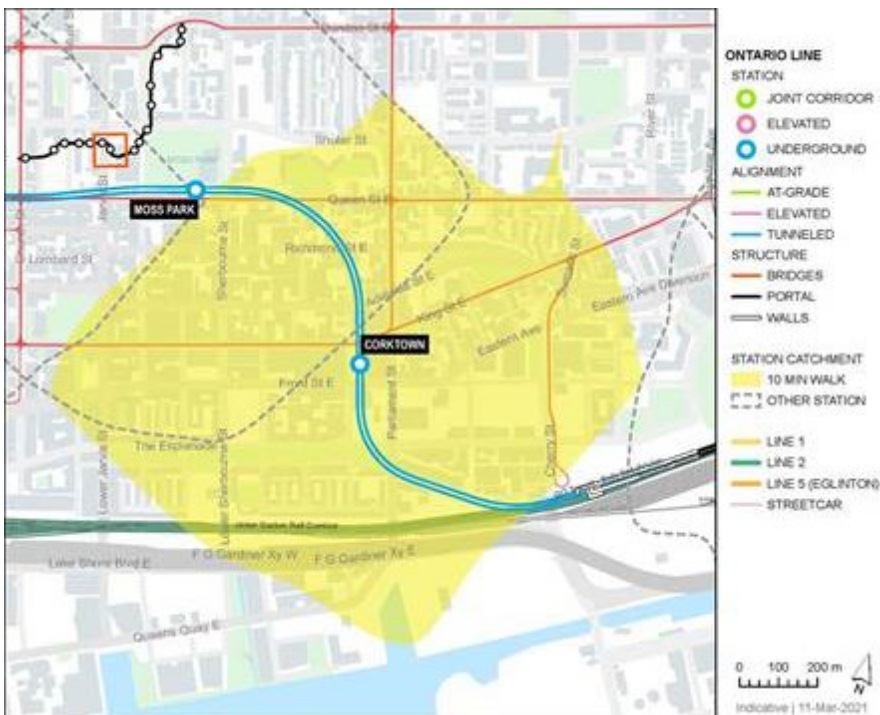 Dundas St E
Shuter St
River St
Jarvis St
MOSS PARK
Queen St E
Sherbourne St
Richmond St E
Lombard St
Adelaide St E
King St E
Eastern Ave Diversion
Eastern Ave
CORKTOWN
Front St E
Parliament St
The Esplanade
Cherry St
Lower Jarvis St
Lower Sherbourne St
Union Station Rail Corridor
F G Gardiner Xy W
F G Gardiner Xy E
Lake Shore Blvd E
Queens Quay E
ONTARIO LINE
STATION
JOINT CORRIDOR
ELEVATED
UNDERGROUND
ALIGNMENT
AT-GRADE
ELEVATED
TUNNELED
STRUCTURE
BRIDGES
PORTAL
WALLS
STATION CATCHMENT
10 MIN WALK
OTHER STATION
LINE 1
LINE 2
LINE 5 (EGLINTON)
STREETCAR
0 100 200 m
N
Indicative | 11-Mar-2021